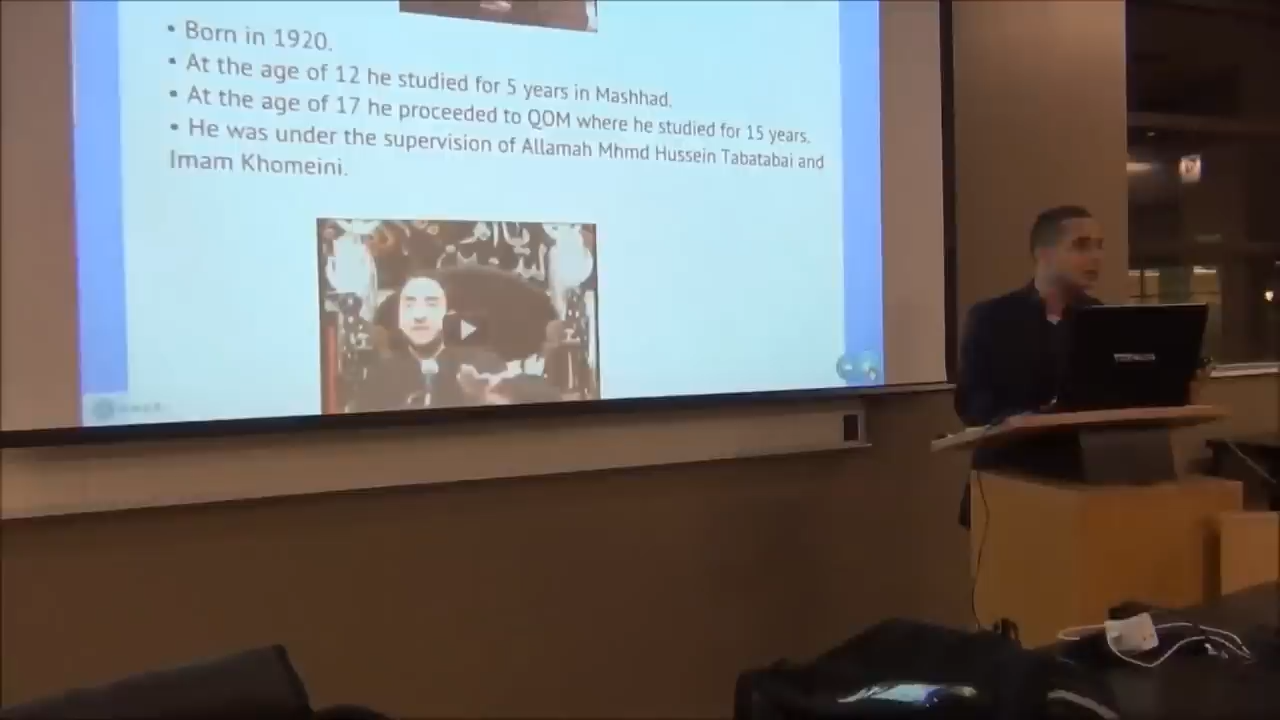 • Born in 1920.
• At the age of 12 he studied for 5 years in Mashhad.
• At the age of 17 he proceeded to QOM where he studied for 15 years.
• He was under the supervision of Allamah Mhmd Hussein Tabatabai and
Imam Khomeini.